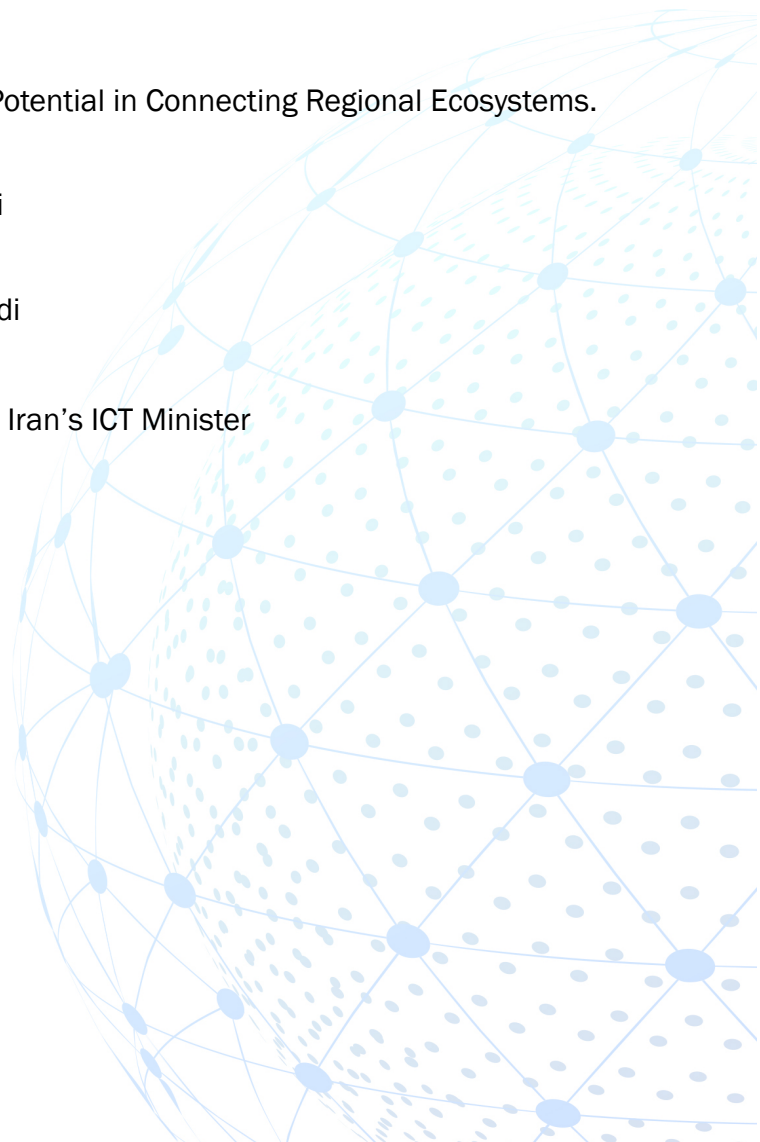 Potential in Connecting Regional Ecosystems.
i
di
Iran’s ICT Minister